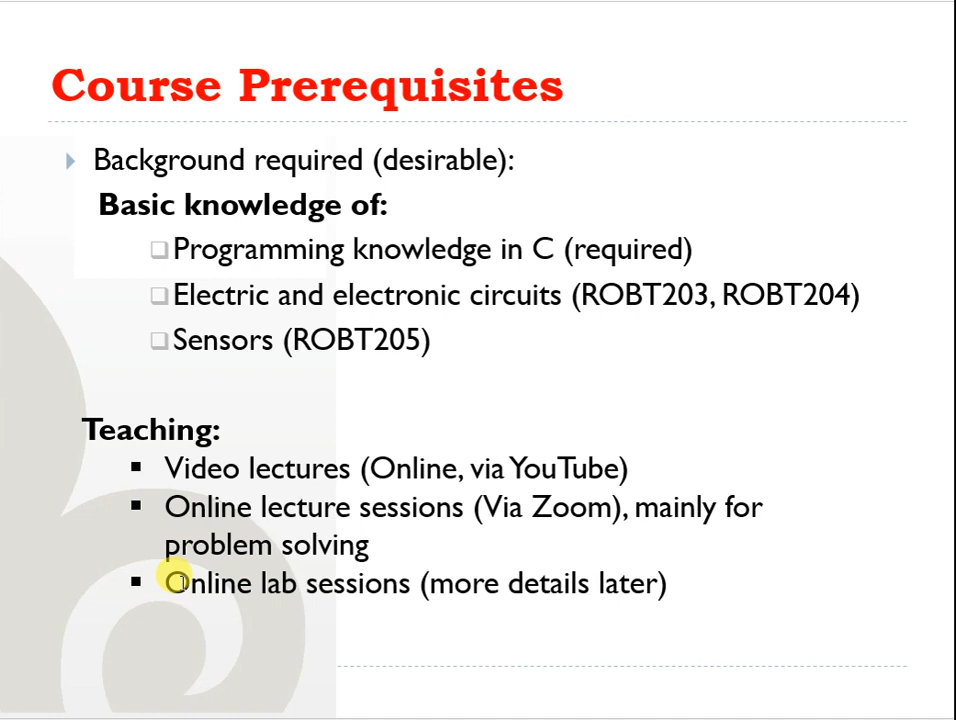 Course Prerequisites
Background required (desirable):
Basic knowledge of:
Programming knowledge in C (required)
Electric and electronic circuits (ROBT203, ROBT204)
Sensors (ROBT205)
Teaching:
Video lectures (Online, via YouTube)
Online lecture sessions (Via Zoom), mainly for
problem solving
Online lab sessions (more details later)